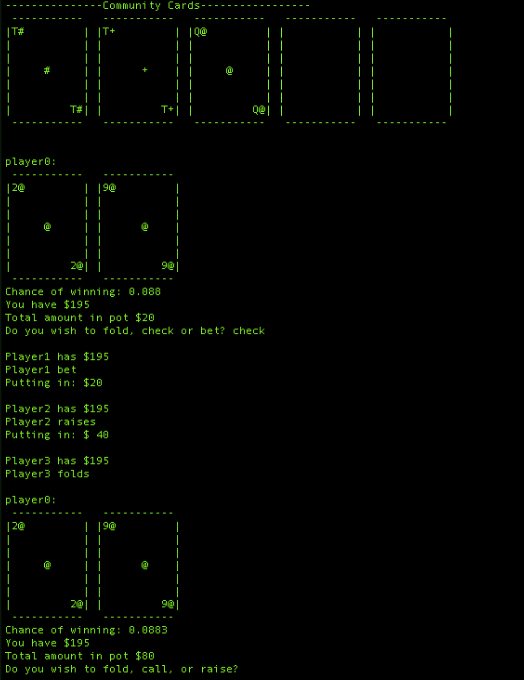 ---------------Community Cards-----------------
 -----------   -----------   -----------   -----------   -----------
|T#         | |T+         | |Q@         | |           | |           |
|           | |           | |           | |           | |           |
|           | |           | |           | |           | |           |
|     #     | |     +     | |     @     | |           | |           |
|           | |           | |           | |           | |           |
|           | |           | |           | |           | |           |
|         T#| |         T+| |         Q@| |           | |           |
 -----------   -----------   -----------   -----------   -----------
player0:
 -----------   -----------
|2@         | |9@         |
|           | |           |
|           | |           |
|     @     | |     @     |
|           | |           |
|           | |           |
|         2@| |         9@|
 -----------   -----------
Chance of winning: 0.088
You have $195
Total amount in pot $20
Do you wish to fold, check or bet? check
Player1 has $195
Player1 bet
Putting in: $20
Player2 has $195
Player2 raises
Putting in: $ 40
Player3 has $195
Player3 folds
player0:
 -----------   -----------
|2@         | |9@         |
|           | |           |
|           | |           |
|     @     | |     @     |
|           | |           |
|           | |           |
|         2@| |         9@|
 -----------   -----------
Chance of winning: 0.0883
You have $195
Total amount in pot $80
Do you wish to fold, call, or raise?